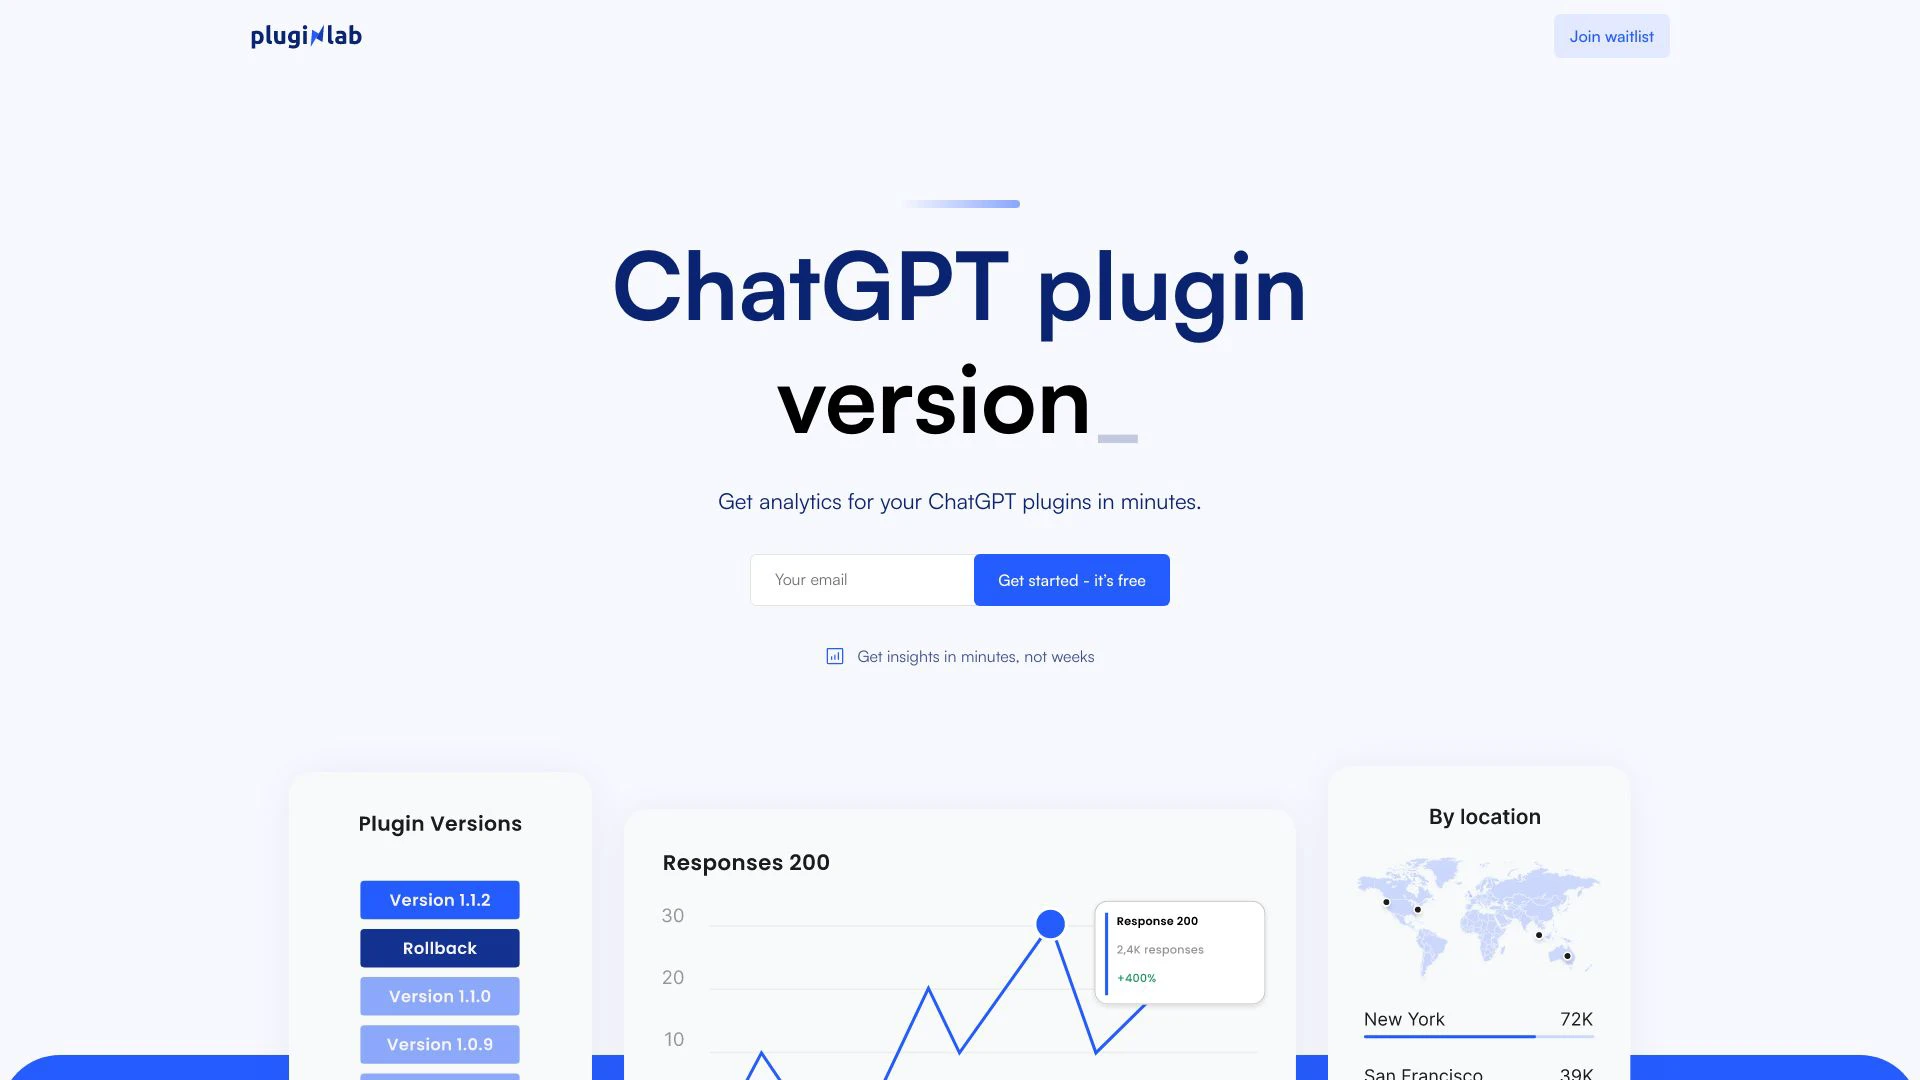 pluginlab
Join waitlist
ChatGPT plugin
version_
Get analytics for your ChatGPT plugins in minutes.
Your email
Get started - it's free
Get insights in minutes, not weeks
Plugin Versions
Version 1.1.2
Rollback
Version 1.1.0
Version 1.0.9
Responses 200
30
20
10
Response 200
2,4K responses
+400%
By location
New York 72K
San Francisco 39K